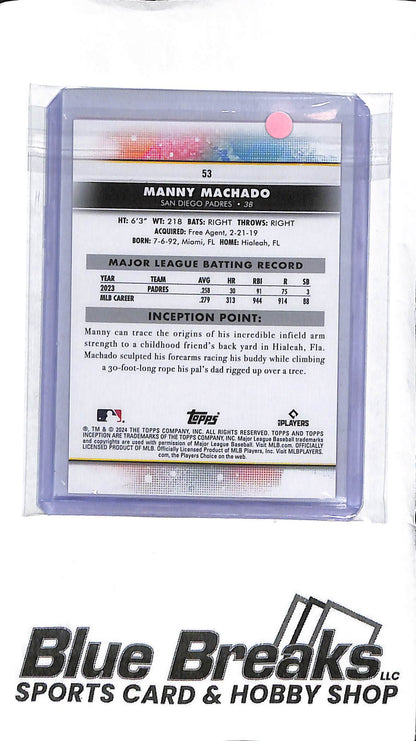 53
MANNY MACHADO
SAN DIEGO PADRES® • 3B
HT: 6'3" WT: 218 BATS: RIGHT THROWS: RIGHT
ACQUIRED: Free Agent, 2-21-19
BORN: 7-6-92, Miami, FL HOME: Hialeah, FL
MAJOR LEAGUE BATTING RECORD
YEAR TEAM AVG HR RBI R SB
2023 PADRES .258 30 91 75 3
MLB CAREER .279 313 944 914 88
INCEPTION POINT:
Manny can trace the origins of his incredible infield arm
strength to a childhood friend's back yard in Hialeah, Fla.
Machado sculpted his forearms racing his buddy while climbing
a 30-foot-long rope his pal's dad rigged up over a tree.
Topps
PLAYERS
®, TM & © 2024 THE TOPPS COMPANY, INC. ALL RIGHTS RESERVED. TOPPS AND TOPPS
INCEPTION ARE TRADEMARKS OF THE TOPPS COMPANY, INC. Major League Baseball trademarks
and copyrights are used with permission of Major League Baseball. Visit MLB.com. OFFICIALLY
LICENSED PRODUCT OF MLB. Officially Licensed Product of MLB Players, Inc. Visit MLBPLAYERS.
com, the Players Choice on the web.
Blue Breaks LLC
SPORTS CARD & HOBBY SHOP